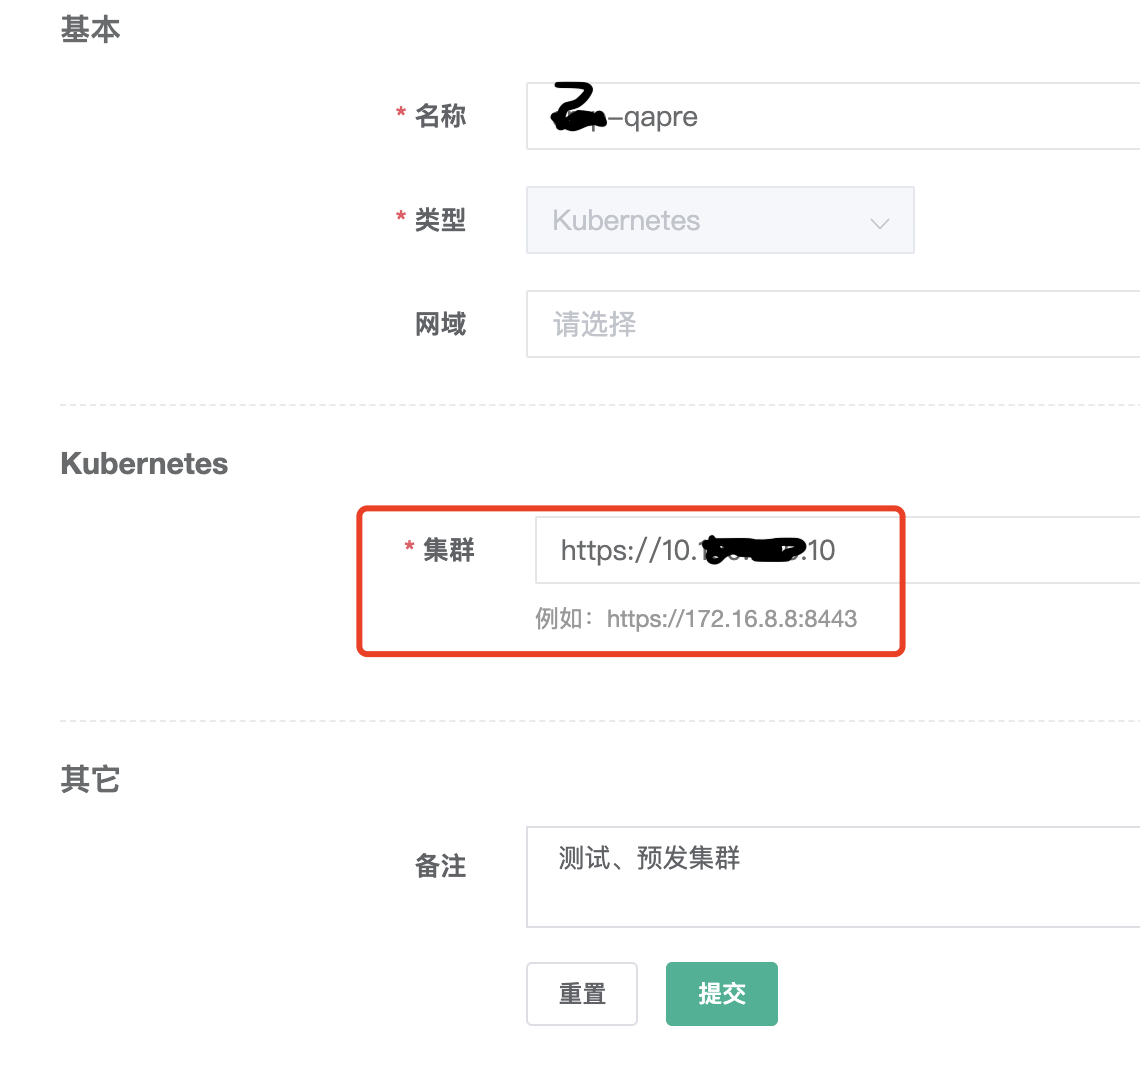 基本
* 名称 -qapre
* 类型 Kubernetes
网域 请选择
Kubernetes
* 集群 https://10. .10
例如：https://172.16.8.8:8443
其它
备注 测试、预发集群
重置 提交